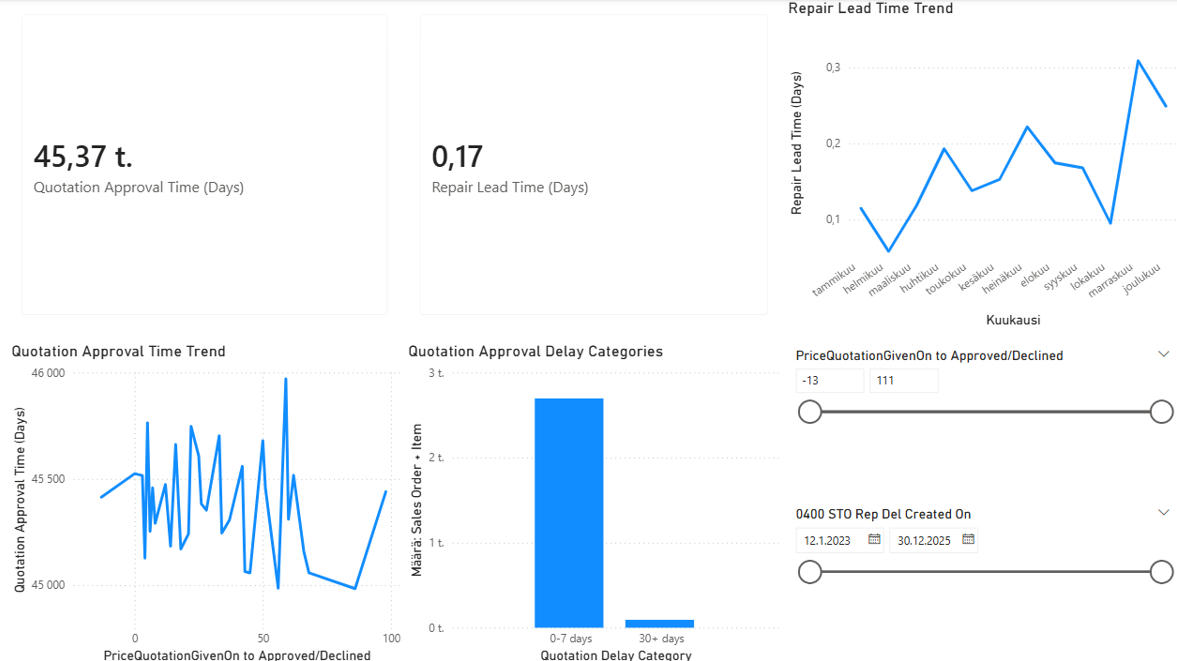 45,37 t.
Quotation Approval Time (Days)
0,17
Repair Lead Time (Days)
Repair Lead Time Trend
Repair Lead Time (Days)
0,3
0,2
0,1
tammikuu
helmikuu
maaliskuu
huhtikuu
toukokuu
kesäkuu
heinäkuu
elokuu
syyskuu
lokakuu
marraskuu
joulukuu
Kuukausi
Quotation Approval Time Trend
Quotation Approval Time (Days)
46 000
45 500
45 000
0
50
100
PriceQuotationGivenOn to Approved/Declined
Quotation Approval Delay Categories
Määrä: Sales Order + Item
3 t.
2 t.
1 t.
0 t.
0-7 days
30+ days
Quotation Delay Category
PriceQuotationGivenOn to Approved/Declined
-13
111
0400 STO Rep Del Created On
12.1.2023
30.12.2025